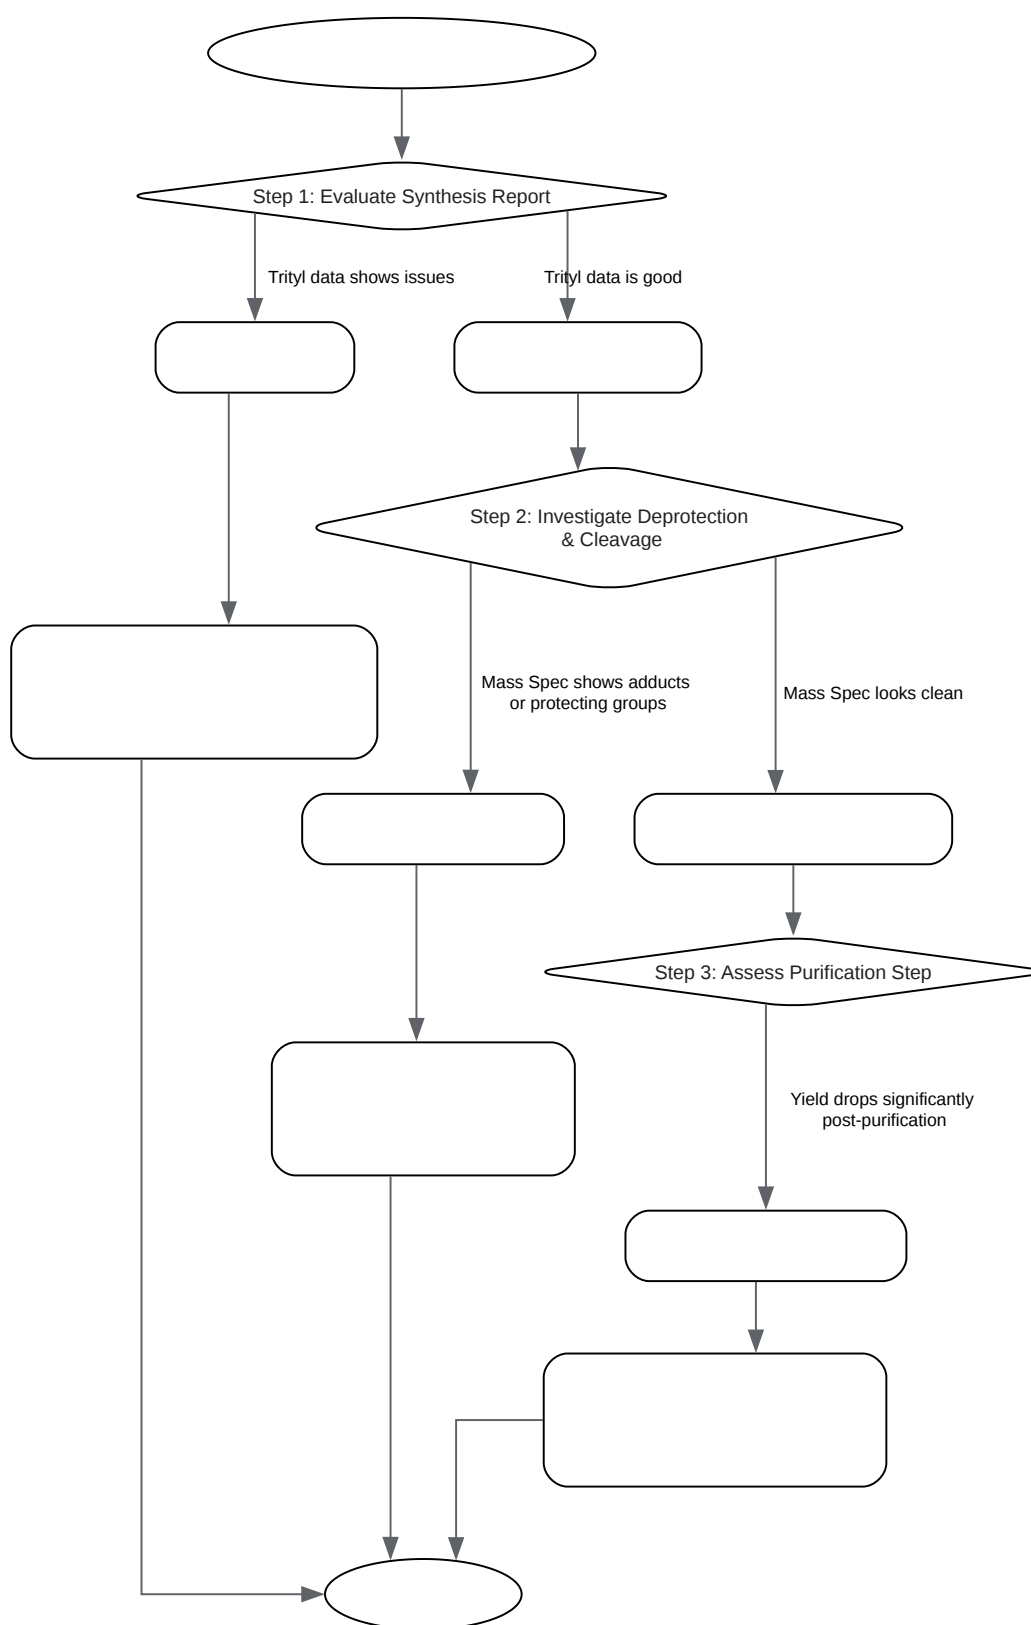 Step 1: Evaluate Synthesis Report
Trityl data shows issues
Trityl data is good
Step 2: Investigate Deprotection
& Cleavage
Mass Spec shows adducts
or protecting groups
Mass Spec looks clean
Step 3: Assess Purification Step
Yield drops significantly
post-purification